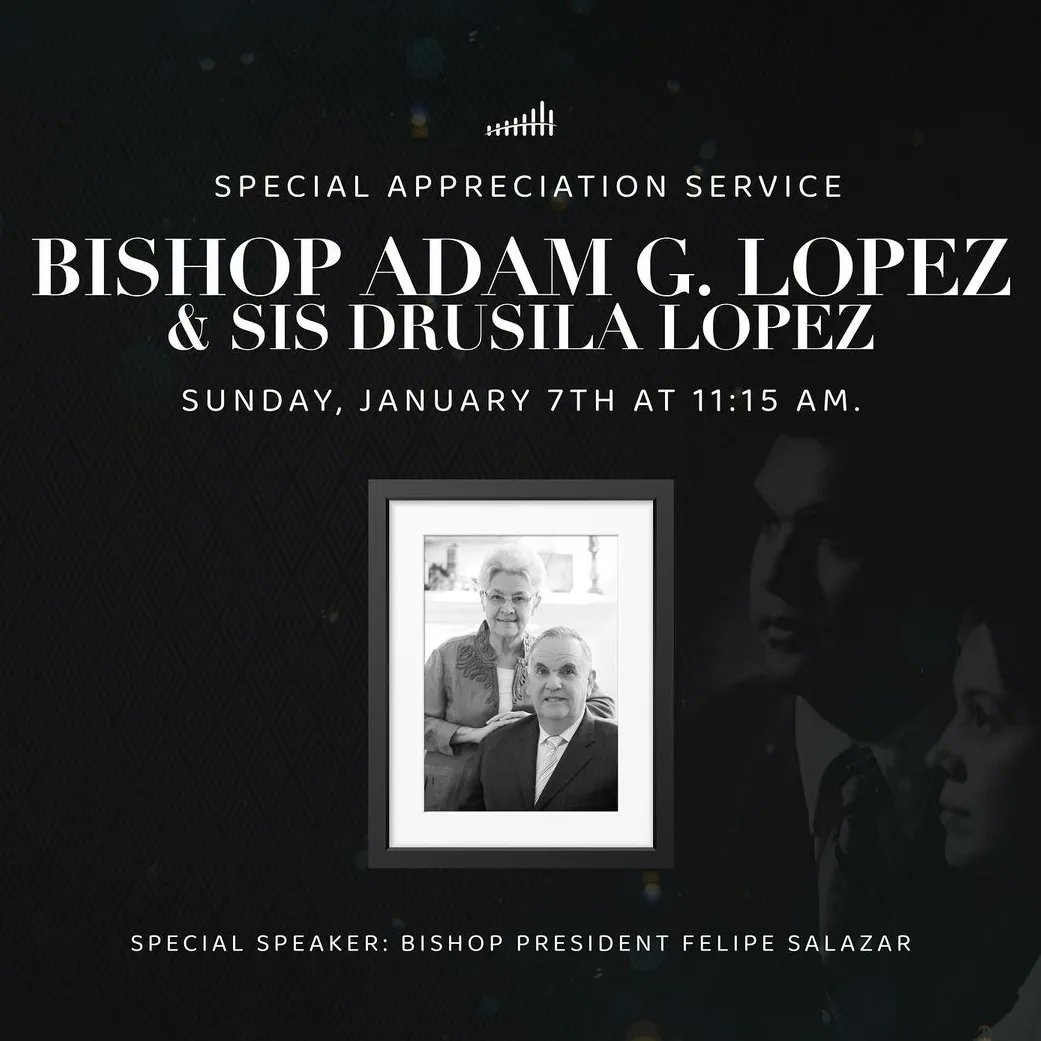 SPECIAL APPRECIATION SERVICE
BISHOP ADAM G. LOPEZ
& SIS DRUSILA LOPEZ
SUNDAY, JANUARY 7TH AT 11:15 AM.
SPECIAL SPEAKER: BISHOP PRESIDENT FELIPE SALAZAR